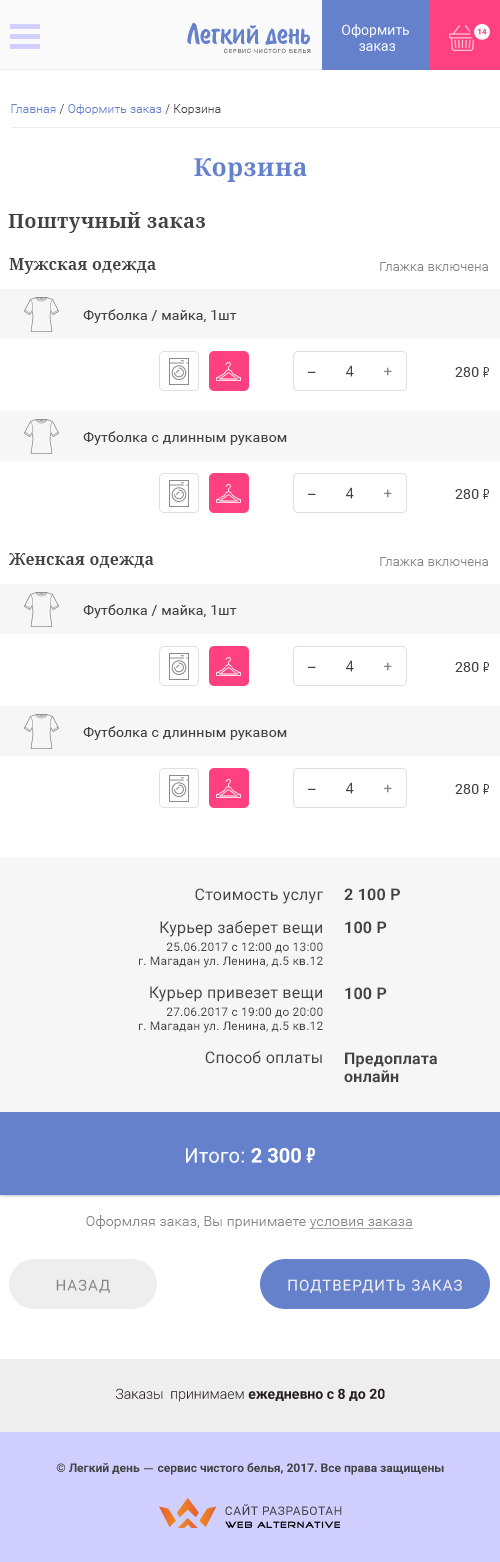 Легкий день
СЕРВИС ЧИСТОГО БЕЛЬЯ
Оформить
заказ
14
Главная / Оформить заказ / Корзина
Корзина
Поштучный заказ
Мужская одежда
Глажка включена
Футболка / майка, 1шт
– 4 + 280 ₽
Футболка с длинным рукавом
– 4 + 280 ₽
Женская одежда
Глажка включена
Футболка / майка, 1шт
– 4 + 280 ₽
Футболка с длинным рукавом
– 4 + 280 ₽
Стоимость услуг 2 100 Р
Курьер заберет вещи 100 Р
25.06.2017 с 12:00 до 13:00
г. Магадан ул. Ленина, д.5 кв.12
Курьер привезет вещи 100 Р
27.06.2017 с 19:00 до 20:00
г. Магадан ул. Ленина, д.5 кв.12
Способ оплаты Предоплата
онлайн
Итого: 2 300 ₽
Оформляя заказ, Вы принимаете условия заказа
НАЗАД
ПОДТВЕРДИТЬ ЗАКАЗ
Заказы принимаем ежедневно с 8 до 20
© Легкий день — сервис чистого белья, 2017. Все права защищены
САЙТ РАЗРАБОТАН
WEB ALTERNATIVE